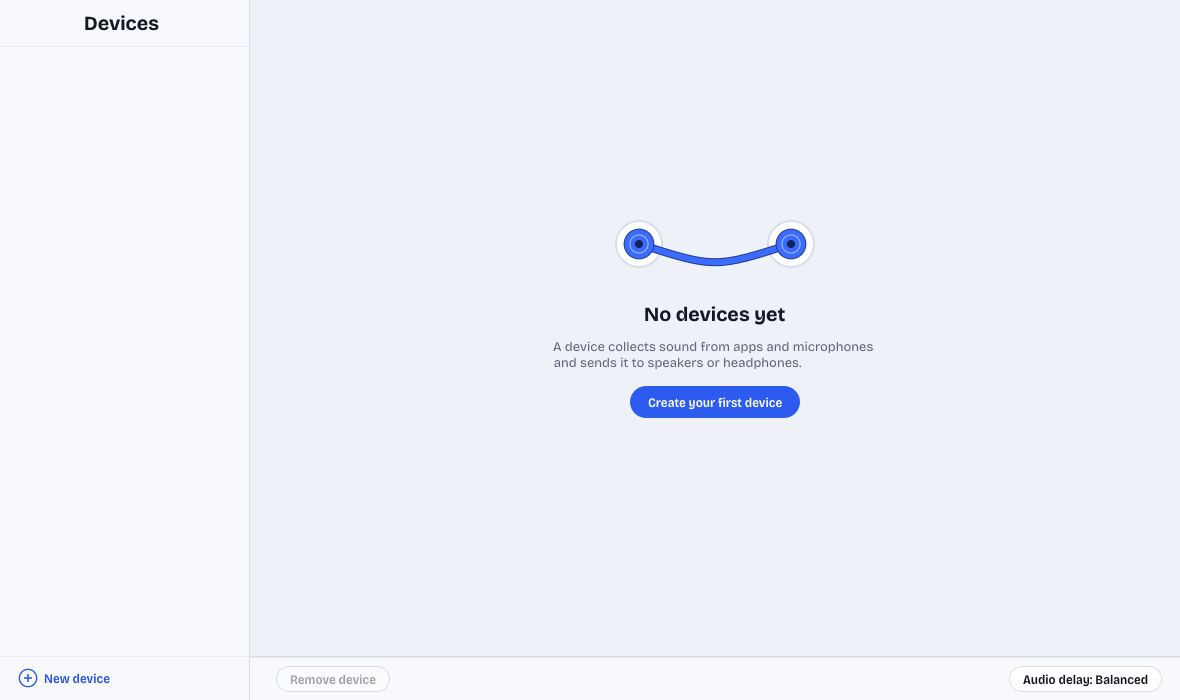 Devices
No devices yet
A device collects sound from apps and microphones
and sends it to speakers or headphones.
Create your first device
New device
Remove device
Audio delay: Balanced